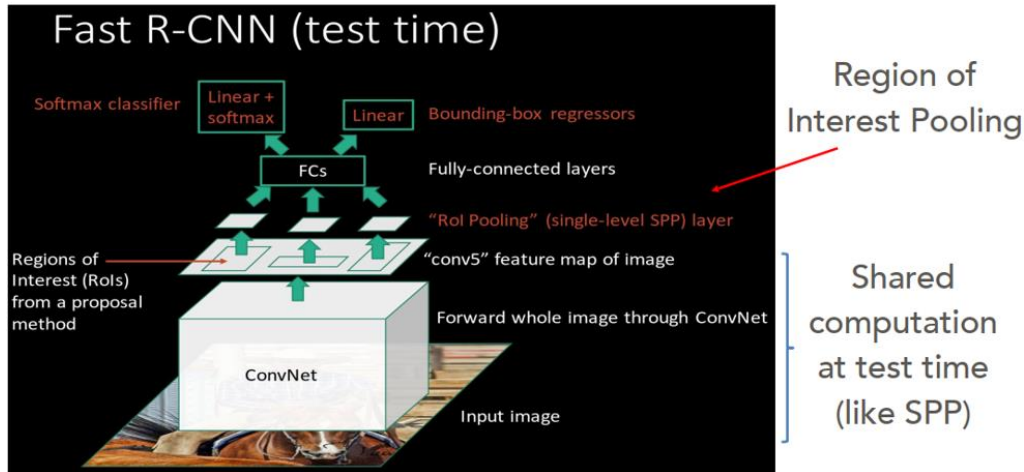 Fast R-CNN (test time)
Softmax classifier
Linear +
softmax
Linear
Bounding-box regressors
FCs
Fully-connected layers
"RoI Pooling" (single-level SPP) layer
Regions of
Interest (RoIs)
from a proposal
method
"conv5" feature map of image
Forward whole image through ConvNet
ConvNet
Input image
Region of
Interest Pooling
Shared
computation
at test time
(like SPP)